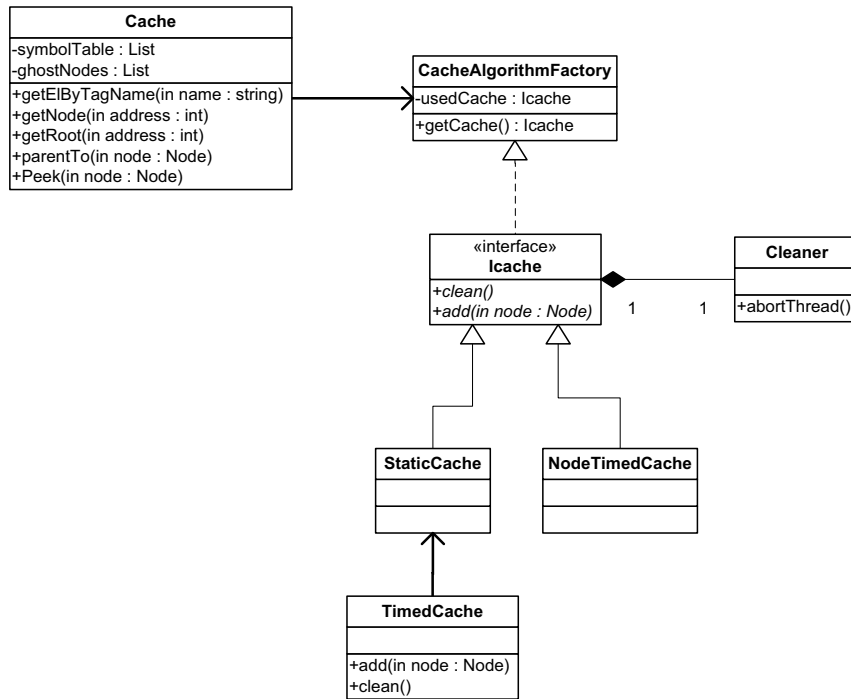 Cache
-symbolTable : List
-ghostNodes : List
+getElByTagName(in name : string)
+getNode(in address : int)
+getRoot(in address : int)
+parentTo(in node : Node)
+Peek(in node : Node)
CacheAlgorithmFactory
-usedCache : Icache
+getCache() : Icache
«interface»
Icache
+clean()
+add(in node : Node)
1
1
Cleaner
+abortThread()
StaticCache
NodeTimedCache
TimedCache
+add(in node : Node)
+clean()